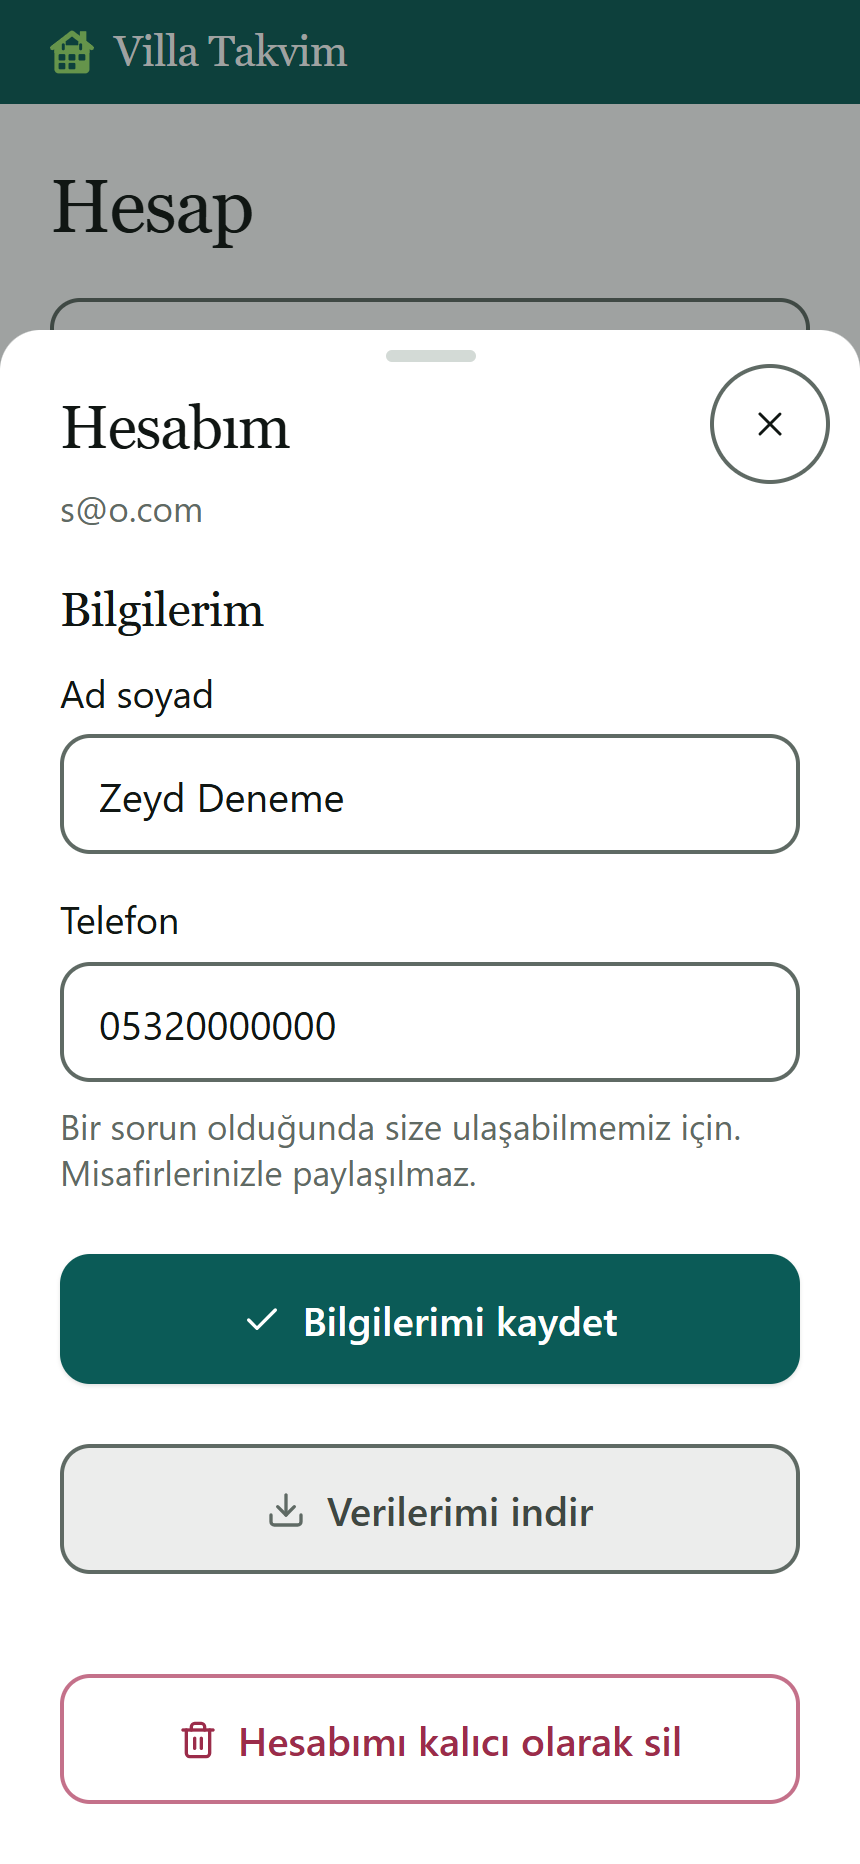 Villa Takvim
Hesap
Hesabım
s@o.com
Bilgilerim
Ad soyad
Zeyd Deneme
Telefon
05320000000
Bir sorun olduğunda size ulaşabilmemiz için.
Misafirlerinizle paylaşılmaz.
Bilgilerimi kaydet
Verilerimi indir
Hesabımı kalıcı olarak sil